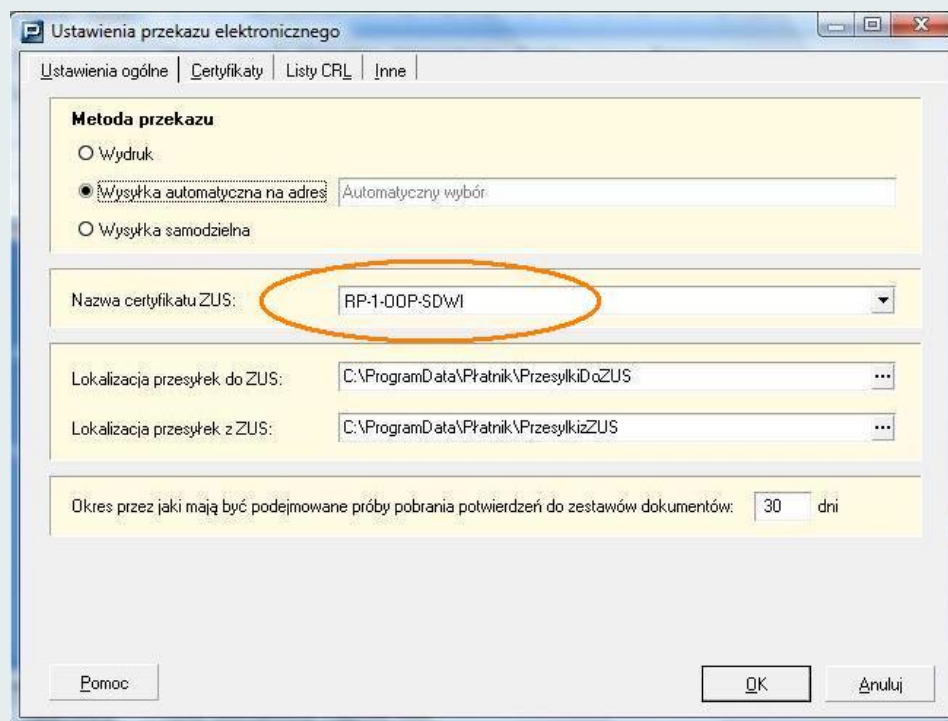 Ustawienia przekazu elektronicznego
Ustawienia ogólne Certyfikaty Listy CRL Inne
Metoda przekazu
Wydruk
Wysyłka automatyczna na adres Automatyczny wybór
Wysyłka samodzielna
Nazwa certyfikatu ZUS: RP-1-OOP-SDWI
Lokalizacja przesyłek do ZUS: C:\ProgramData\Płatnik\PrzesylkiDoZUS ...
Lokalizacja przesyłek z ZUS: C:\ProgramData\Płatnik\PrzesylkizZUS ...
Okres przez jaki mają być podejmowane próby pobrania potwierdzeń do zestawów dokumentów: 30 dni
Pomoc OK Anuluj